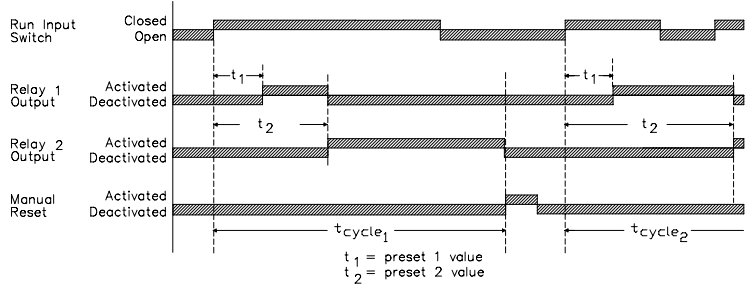 Run Input Closed
Switch Open
t1 t1
Relay 1 Activated
Output Deactivated
t2 t2
Relay 2 Activated
Output Deactivated
Manual Activated
Reset Deactivated
tcycle1 tcycle2
t1 = preset 1 value
t2 = preset 2 value